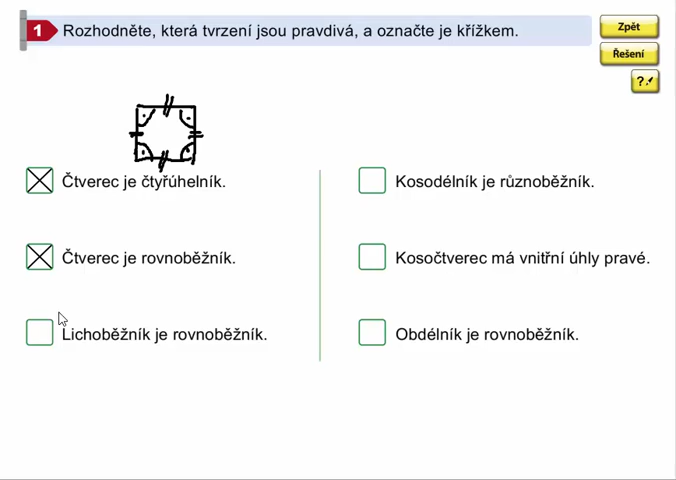 1 Rozhodněte, která tvrzení jsou pravdivá, a označte je křížkem.
Zpět
Řešení
?
Čtverec je čtyřúhelník.
Čtverec je rovnoběžník.
Lichoběžník je rovnoběžník.
Kosodélník je různoběžník.
Kosočtverec má vnitřní úhly pravé.
Obdélník je rovnoběžník.